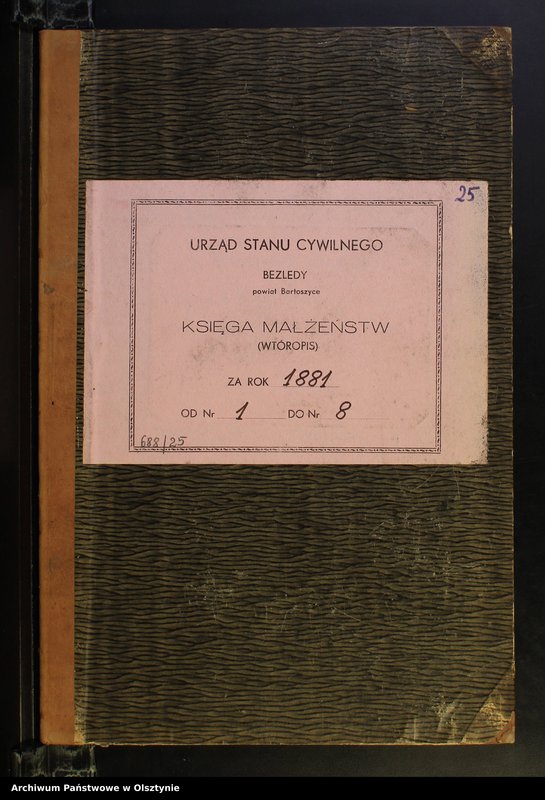 25
URZĄD STANU CYWILNEGO
BEZLEDY
powiat Bartoszyce
KSIĘGA MAŁŻEŃSTW
(WTÓROPIS)
ZA ROK 1881
OD Nr 1 DO Nr 8
688/25
Archiwum Państwowe w Olsztynie